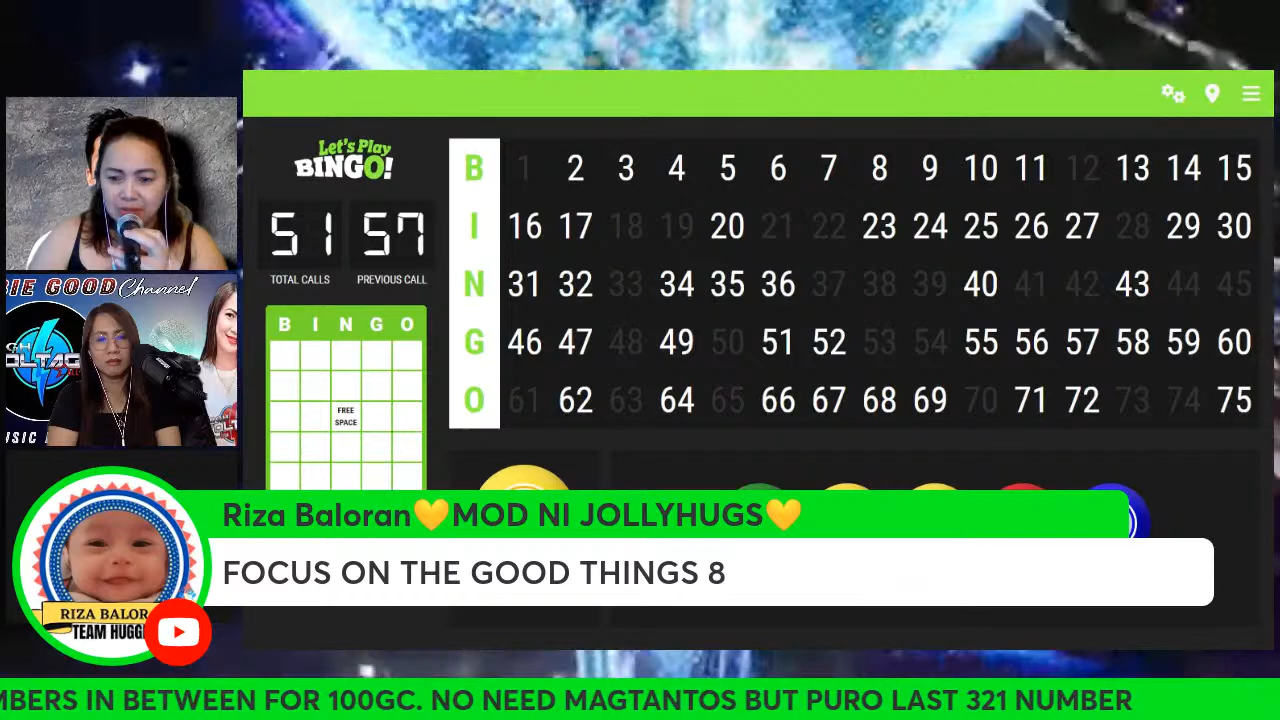 Let's Play
BINGO!
51 57
TOTAL CALLS PREVIOUS CALL
B I N G O
FREE
SPACE
B 1 2 3 4 5 6 7 8 9 10 11 12 13 14 15
I 16 17 18 19 20 21 22 23 24 25 26 27 28 29 30
N 31 32 33 34 35 36 37 38 39 40 41 42 43 44 45
G 46 47 48 49 50 51 52 53 54 55 56 57 58 59 60
O 61 62 63 64 65 66 67 68 69 70 71 72 73 74 75
GOOD Channel
Riza Baloran💛MOD NI JOLLYHUGS💛
FOCUS ON THE GOOD THINGS 8
RIZA BALOR
TEAM HUGG
MBERS IN BETWEEN FOR 100GC. NO NEED MAGTANTOS BUT PURO LAST 321 NUMBER